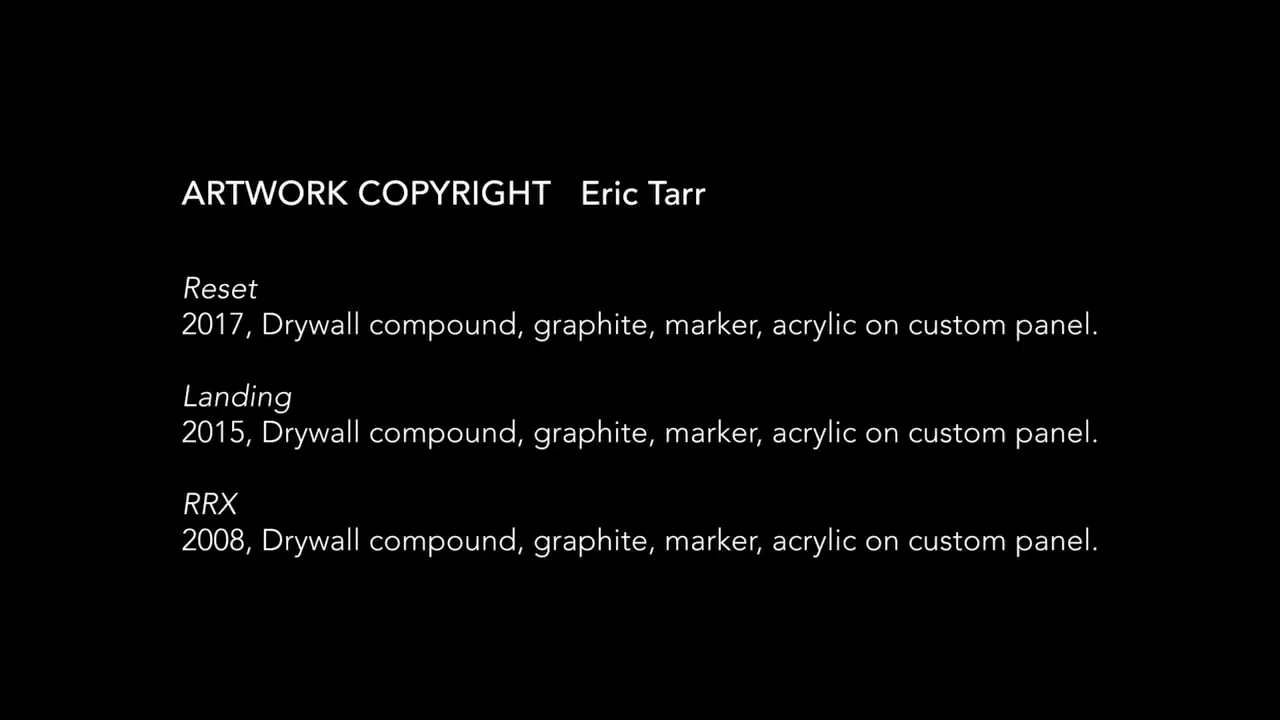 ARTWORK COPYRIGHT Eric Tarr
Reset
2017, Drywall compound, graphite, marker, acrylic on custom panel.
Landing
2015, Drywall compound, graphite, marker, acrylic on custom panel.
RRX
2008, Drywall compound, graphite, marker, acrylic on custom panel.